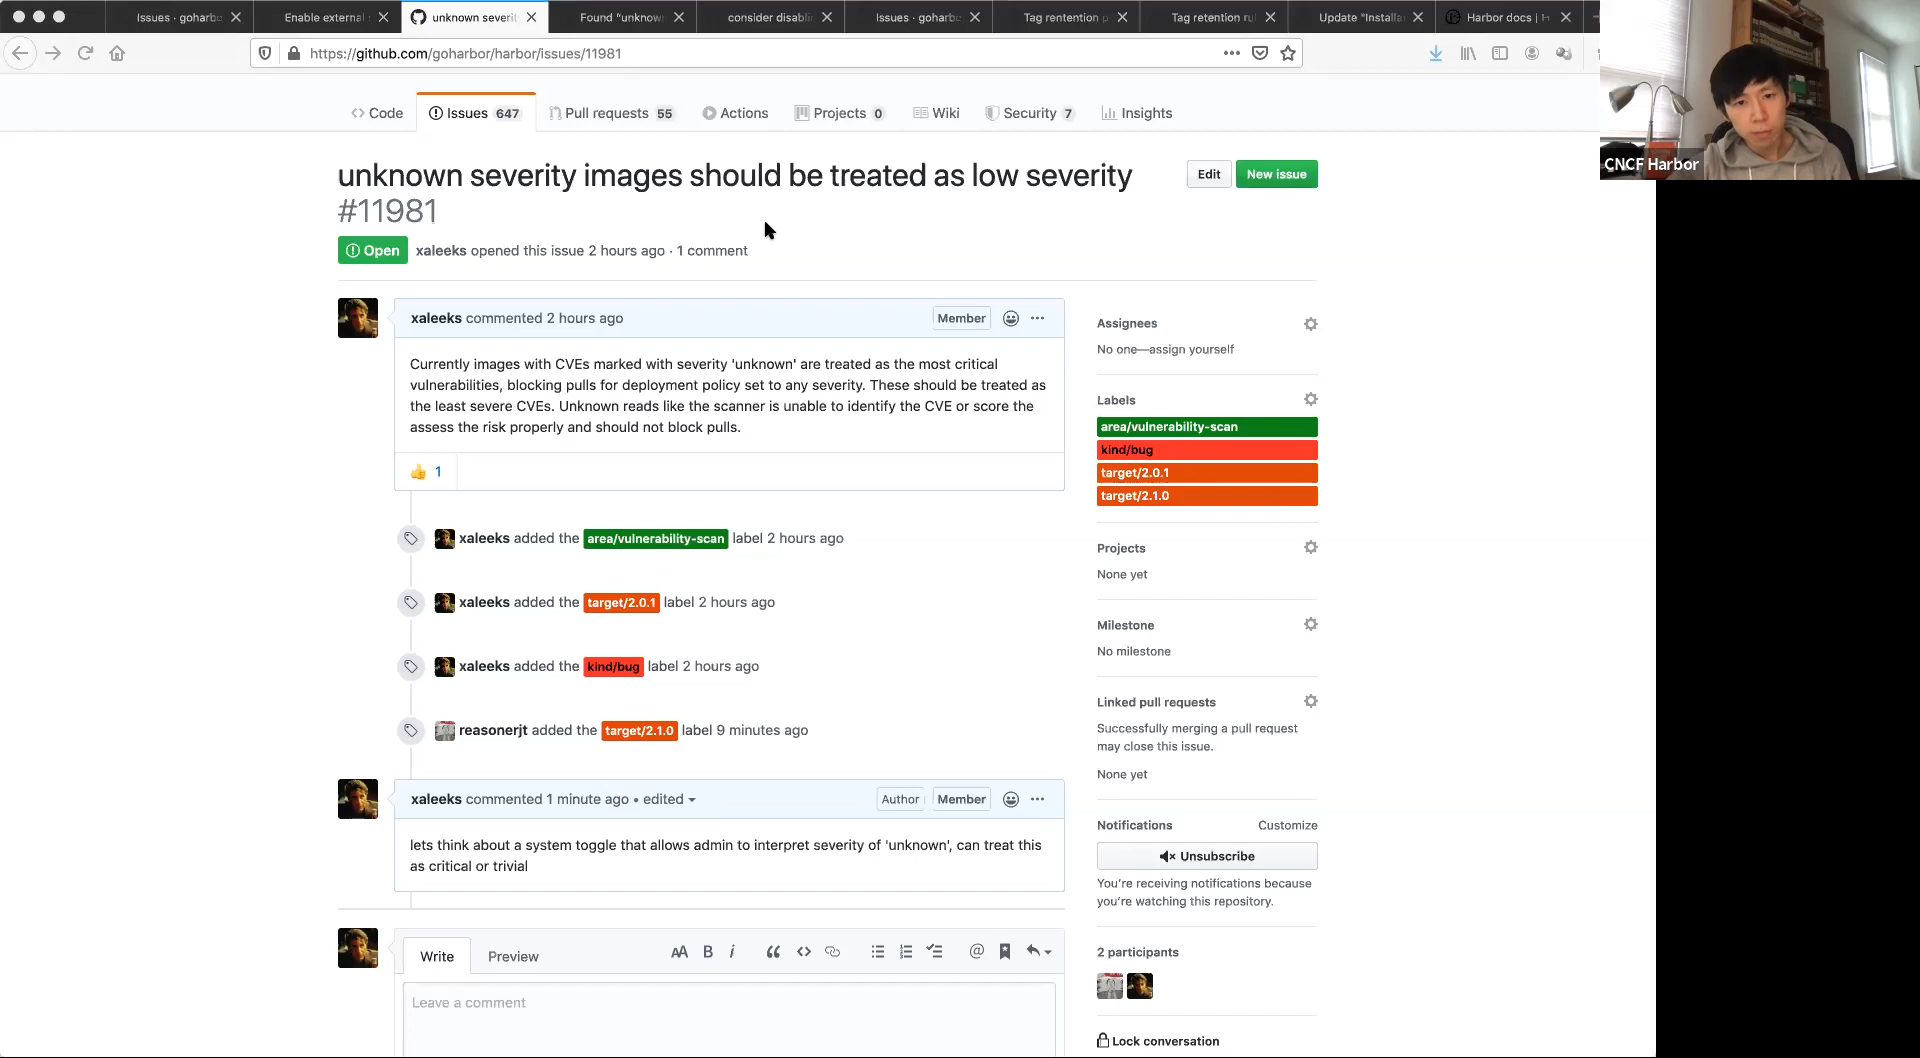 Issues · goharbo
Enable external
unknown severit
Found "unknown
consider disabli
Issues · goharbo
Tag rentention p
Tag retention ru
Update "Installa
Harbor docs |
https://github.com/goharbor/harbor/issues/11981
Code
Issues 647
Pull requests 55
Actions
Projects 0
Wiki
Security 7
Insights
CNCF Harbor
unknown severity images should be treated as low severity
#11981
Edit
New issue
Open
xaleeks opened this issue 2 hours ago · 1 comment
xaleeks commented 2 hours ago
Member
Currently images with CVEs marked with severity 'unknown' are treated as the most critical
vulnerabilities, blocking pulls for deployment policy set to any severity. These should be treated as
the least severe CVEs. Unknown reads like the scanner is unable to identify the CVE or score the
assess the risk properly and should not block pulls.
1
xaleeks added the area/vulnerability-scan label 2 hours ago
xaleeks added the target/2.0.1 label 2 hours ago
xaleeks added the kind/bug label 2 hours ago
reasonerjt added the target/2.1.0 label 9 minutes ago
xaleeks commented 1 minute ago • edited
Author
Member
lets think about a system toggle that allows admin to interpret severity of 'unknown', can treat this
as critical or trivial
Write
Preview
Leave a comment
Assignees
No one—assign yourself
Labels
area/vulnerability-scan
kind/bug
target/2.0.1
target/2.1.0
Projects
None yet
Milestone
No milestone
Linked pull requests
Successfully merging a pull request
may close this issue.
None yet
Notifications
Customize
Unsubscribe
You're receiving notifications because
you're watching this repository.
2 participants
Lock conversation